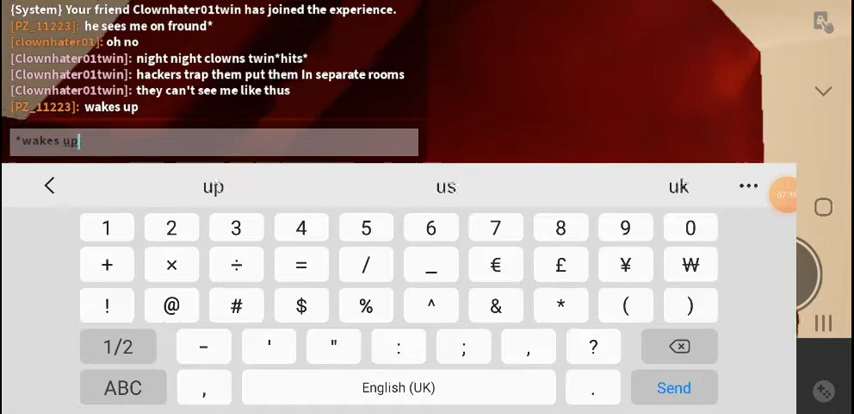 {System} Your friend Clownhater01twin has joined the experience.
[PZ_11223]: he sees me on fround*
[clownhater01]: oh no
[Clownhater01twin]: night night clowns twin*hits*
[Clownhater01twin]: hackers trap them put them In separate rooms
[Clownhater01twin]: they can't see me like thus
[PZ_11223]: wakes up
*wakes up
up us uk
1 2 3 4 5 6 7 8 9 0
+ × ÷ = / _ € £ ¥ ₩
! @ # $ % ^ & * ( )
1/2 - ' " : ; , ?
ABC , English (UK) . Send